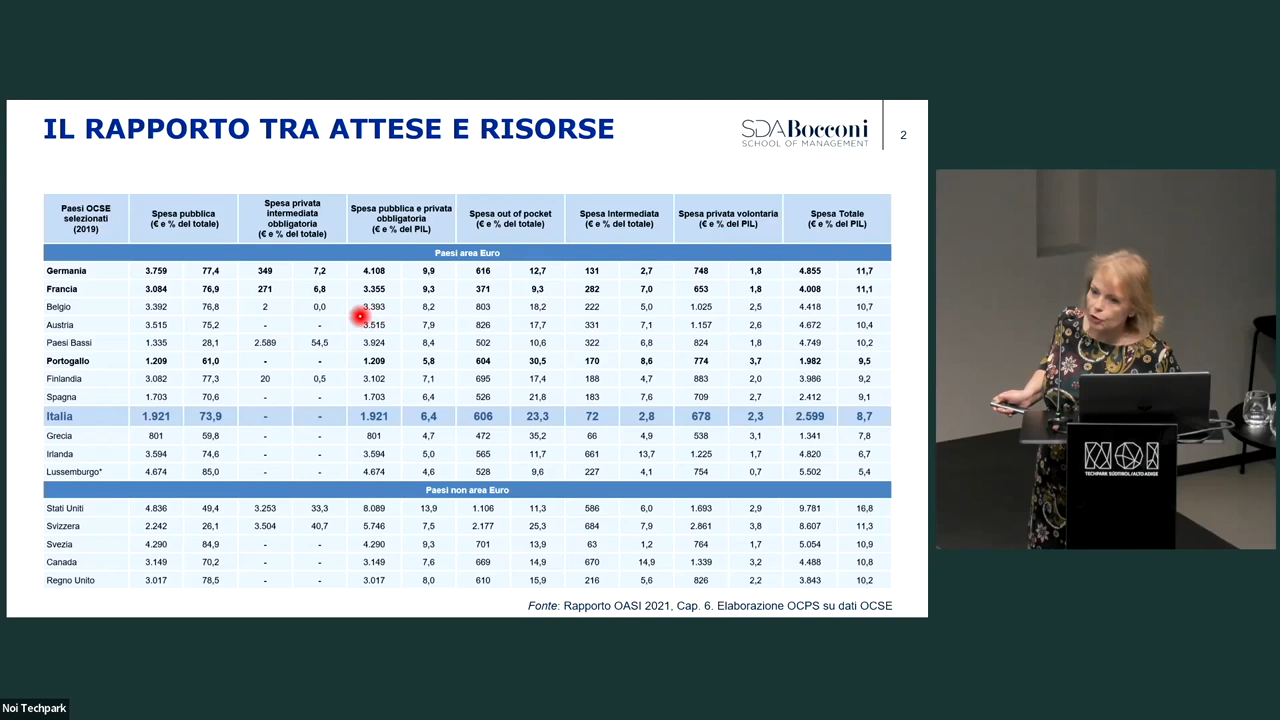 IL RAPPORTO TRA ATTESE E RISORSE
SDA Bocconi
SCHOOL OF MANAGEMENT
2
Paesi OCSE selezionati (2019) Spesa pubblica (€ e % del totale) Spesa privata intermediata obbligatoria (€ e % del totale) Spesa pubblica e privata obbligatoria (€ e % del PIL) Spesa out of pocket (€ e % del totale) Spesa Intermediata (€ e % del totale) Spesa privata volontaria (€ e % del PIL) Spesa Totale (€ e % del PIL)
Paesi area Euro
Germania 3.759 77,4 349 7,2 4.108 9,9 616 12,7 131 2,7 748 1,8 4.855 11,7
Francia 3.084 76,9 271 6,8 3.355 9,3 371 9,3 282 7,0 653 1,8 4.008 11,1
Belgio 3.392 76,8 2 0,0 3.393 8,2 803 18,2 222 5,0 1.025 2,5 4.418 10,7
Austria 3.515 75,2 - - 3.515 7,9 826 17,7 331 7,1 1.157 2,6 4.672 10,4
Paesi Bassi 1.335 28,1 2.589 54,5 3.924 8,4 502 10,6 322 6,8 824 1,8 4.749 10,2
Portogallo 1.209 61,0 - - 1.209 5,8 604 30,5 170 8,6 774 3,7 1.982 9,5
Finlandia 3.082 77,3 20 0,5 3.102 7,1 695 17,4 188 4,7 883 2,0 3.986 9,2
Spagna 1.703 70,6 - - 1.703 6,4 526 21,8 183 7,6 709 2,7 2.412 9,1
Italia 1.921 73,9 - - 1.921 6,4 606 23,3 72 2,8 678 2,3 2.599 8,7
Grecia 801 59,8 - - 801 4,7 472 35,2 66 4,9 538 3,1 1.341 7,8
Irlanda 3.594 74,6 - - 3.594 5,0 565 11,7 661 13,7 1.225 1,7 4.820 6,7
Lussemburgo* 4.674 85,0 - - 4.674 4,6 528 9,6 227 4,1 754 0,7 5.502 5,4
Paesi non area Euro
Stati Uniti 4.836 49,4 3.253 33,3 8.089 13,9 1.106 11,3 586 6,0 1.693 2,9 9.781 16,8
Svizzera 2.242 26,1 3.504 40,7 5.746 7,5 2.177 25,3 684 7,9 2.861 3,8 8.607 11,3
Svezia 4.290 84,9 - - 4.290 9,3 701 13,9 63 1,2 764 1,7 5.054 10,9
Canada 3.149 70,2 - - 3.149 7,6 669 14,9 670 14,9 1.339 3,2 4.488 10,8
Regno Unito 3.017 78,5 - - 3.017 8,0 610 15,9 216 5,6 826 2,2 3.843 10,2
Fonte: Rapporto OASI 2021, Cap. 6. Elaborazione OCPS su dati OCSE
NOI
TECHPARK SÜDTIROL/ALTO ADIGE
Noi Techpark